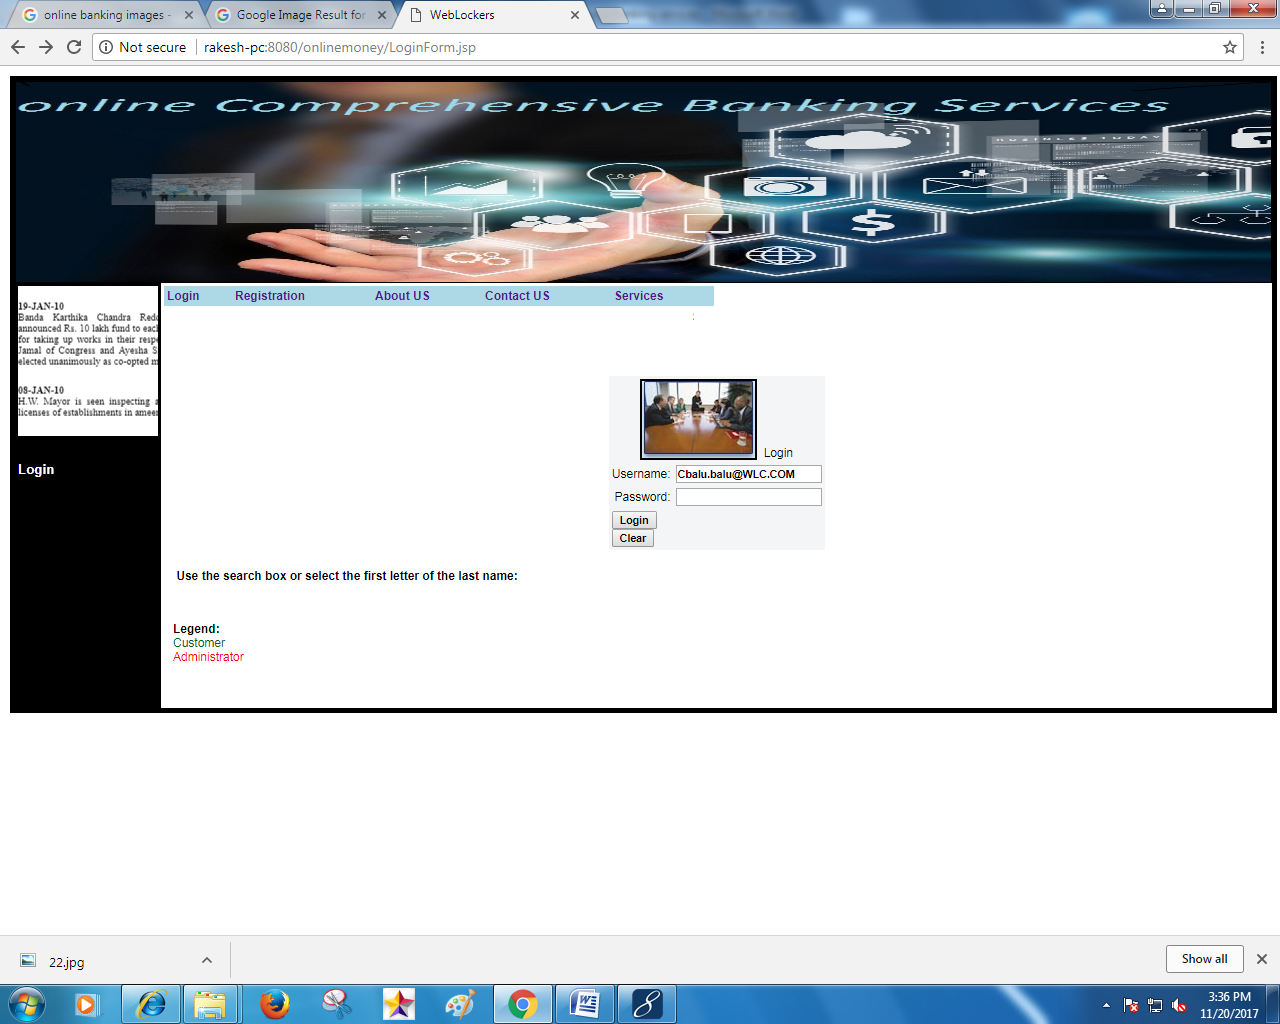 online banking images -
Google Image Result for
WebLockers
Not secure
rakesh-pc:8080/onlinemoney/LoginForm.jsp
online Comprehensive Banking Services
Login
Registration
About US
Contact US
Services
19-JAN-10
Banda Karthika Chandra Redd
announced Rs. 10 lakh fund to each
for taking up works in their respe
Jamal of Congress and Ayesha S
elected unanimously as co-opted m
08-JAN-10
H.W. Mayor is seen inspecting a
licenses of establishments in ameer
Login
Login
Username:
Cbalu.balu@WLC.COM
Password:
Login
Clear
Use the search box or select the first letter of the last name:
Legend:
Customer
Administrator
22.jpg
Show all
3:36 PM
11/20/2017